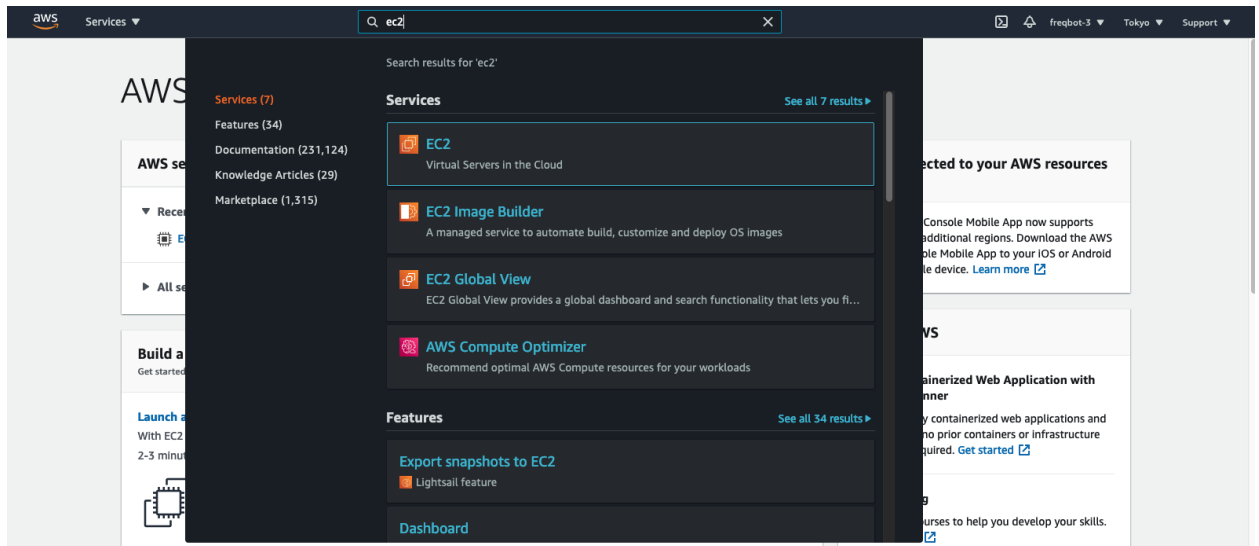 aws Services ▼ ec2 freqbot-3 ▼ Tokyo ▼ Support ▼
AWS
Search results for 'ec2'
Services (7)
Features (34)
Documentation (231,124)
Knowledge Articles (29)
Marketplace (1,315)
Services See all 7 results
EC2
Virtual Servers in the Cloud
EC2 Image Builder
A managed service to automate build, customize and deploy OS images
EC2 Global View
EC2 Global View provides a global dashboard and search functionality that lets you fi...
AWS Compute Optimizer
Recommend optimal AWS Compute resources for your workloads
Features See all 34 results
Export snapshots to EC2
Lightsail feature
Dashboard
AWS se
Recen
All se
Build a
Get started
Launch a
With EC2
2-3 minut
ected to your AWS resources
Console Mobile App now supports
additional regions. Download the AWS
ole Mobile App to your iOS or Android
le device. Learn more
WS
ainerized Web Application with
nner
y containerized web applications and
no prior containers or infrastructure
quired. Get started
g
urses to help you develop your skills.